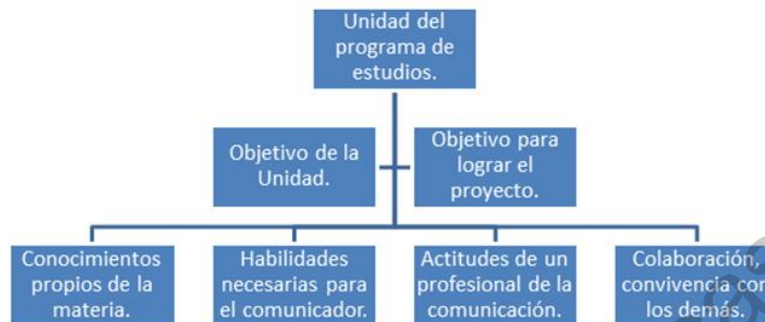 Unidad del
programa de
estudios.
Objetivo de la
Unidad.
Objetivo para
lograr el
proyecto.
Conocimientos
propios de la
materia.
Habilidades
necesarias para
el comunicador.
Actitudes de un
profesional de la
comunicación.
Colaboración,
convivencia con
los demás.